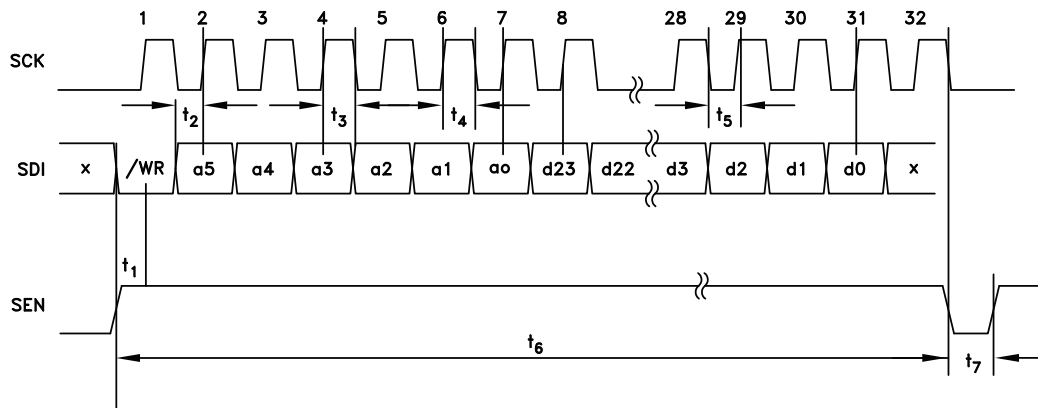 1 2 3 4 5 6 7 8 28 29 30 31 32
SCK
t2 t3 t4 t5
SDI x /WR a5 a4 a3 a2 a1 ao d23 d22 d3 d2 d1 d0 x
t1
SEN
t6
t7